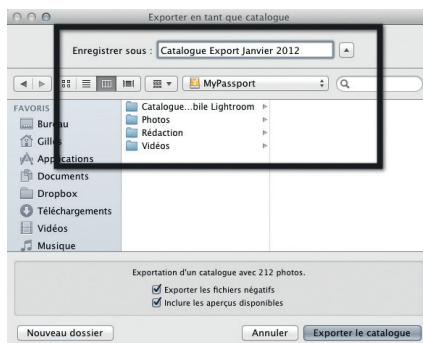 Exporter en tant que catalogue
Enregistrer sous : Catalogue Export Janvier 2012
MyPassport
FAVORIS
Bureau
Gilles
Applications
Documents
Dropbox
Téléchargements
Vidéos
Musique
Catalogue...bile Lightroom
Photos
Rédaction
Vidéos
Exportation d'un catalogue avec 212 photos.
Exporter les fichiers négatifs
Inclure les aperçus disponibles
Nouveau dossier
Annuler
Exporter le catalogue